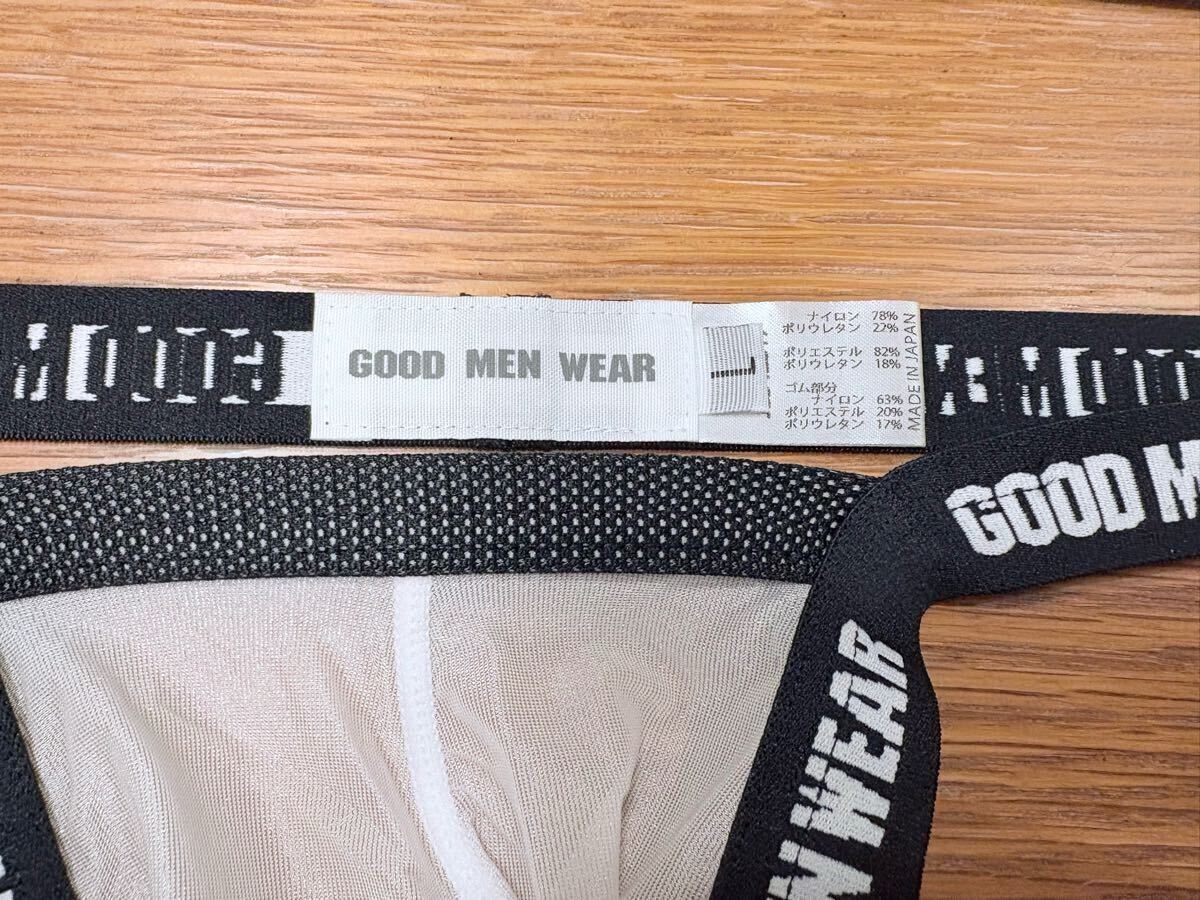 GOOD MEN WEAR
L
ナイロン 78%
ポリウレタン 22%
ポリエステル 82%
ポリウレタン 18%
ゴム部分
ナイロン 63%
ポリエステル 20%
ポリウレタン 17%
MADE IN JAPAN
GOOD M
N WEAR